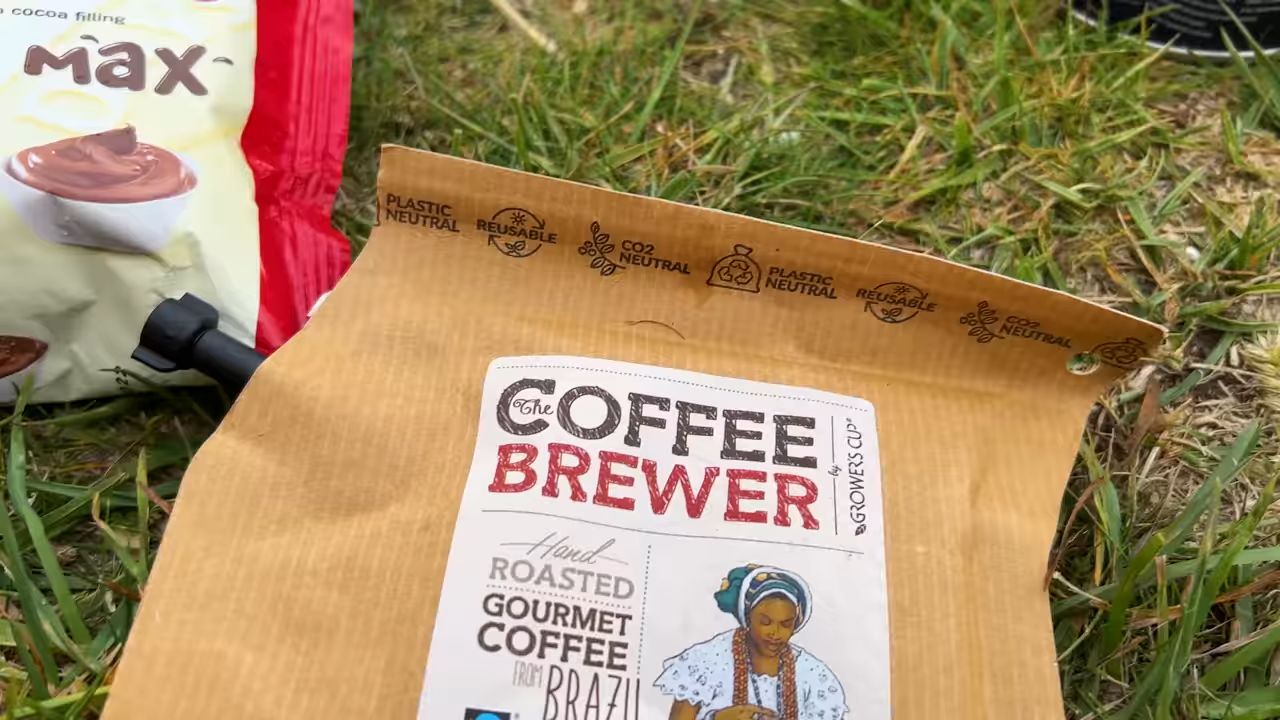 cocoa filling
max
PLASTIC
NEUTRAL
REUSABLE
CO2
NEUTRAL
PLASTIC
NEUTRAL
REUSABLE
CO2
NEUTRAL
The COFFEE
BREWER
by GROWER'S CUP®
Hand
ROASTED
GOURMET
COFFEE
FROM BRAZIL